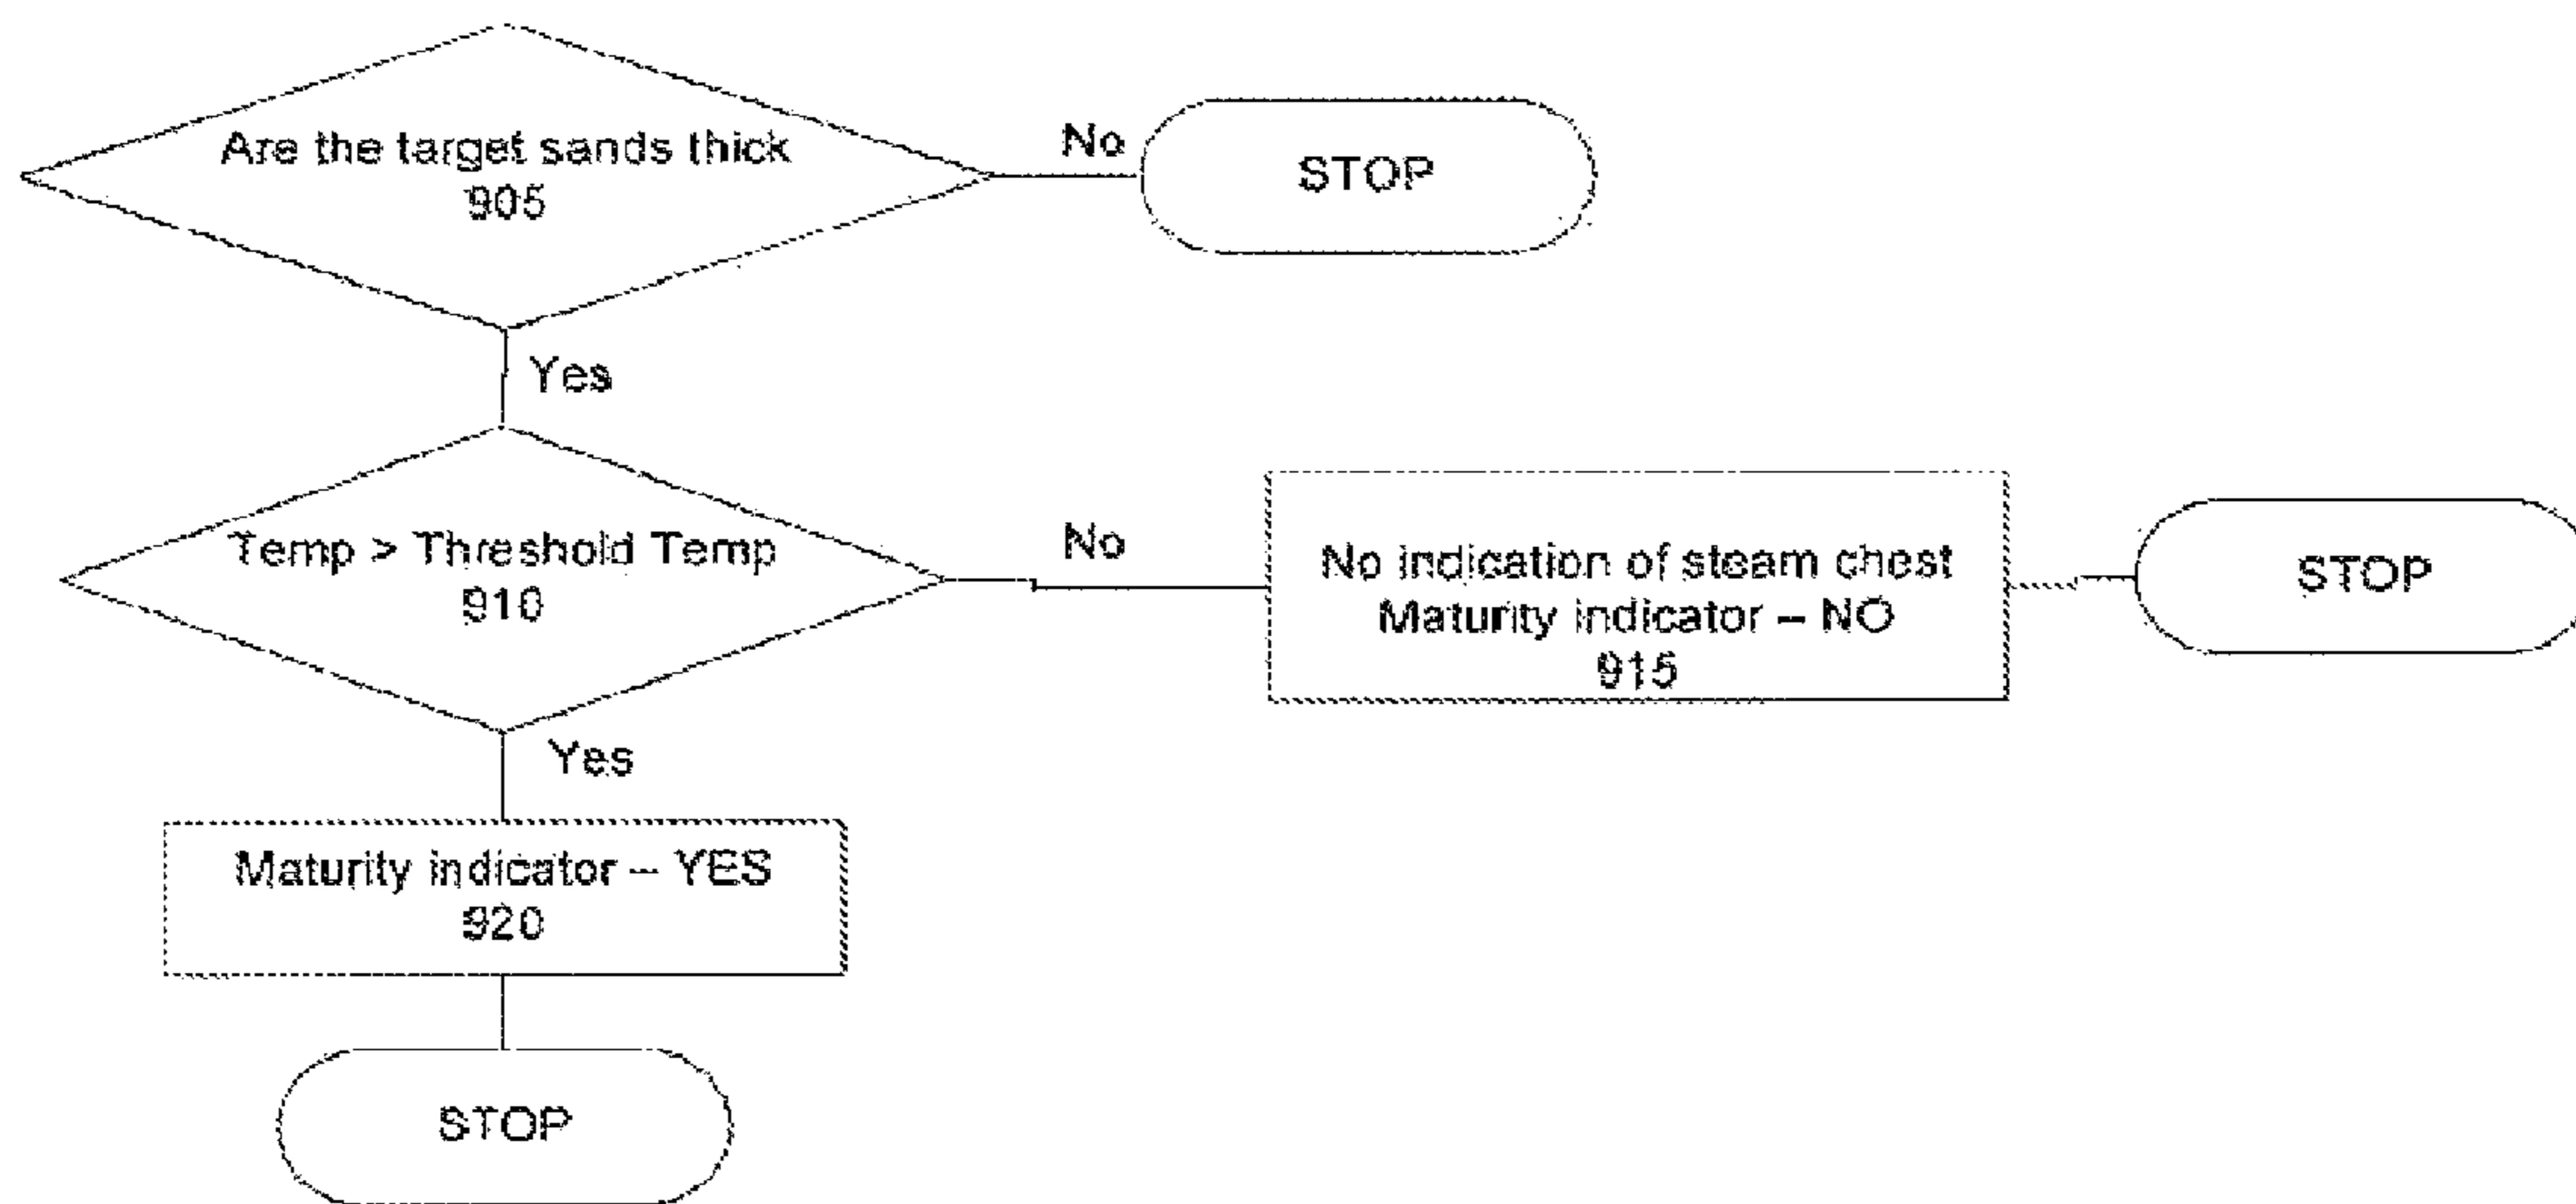 Are the target sands thick
905
No
STOP
Yes
Temp > Threshold Temp
910
No
No indication of steam chest
Maturity indicator – NO
915
STOP
Yes
Maturity indicator – YES
920
STOP